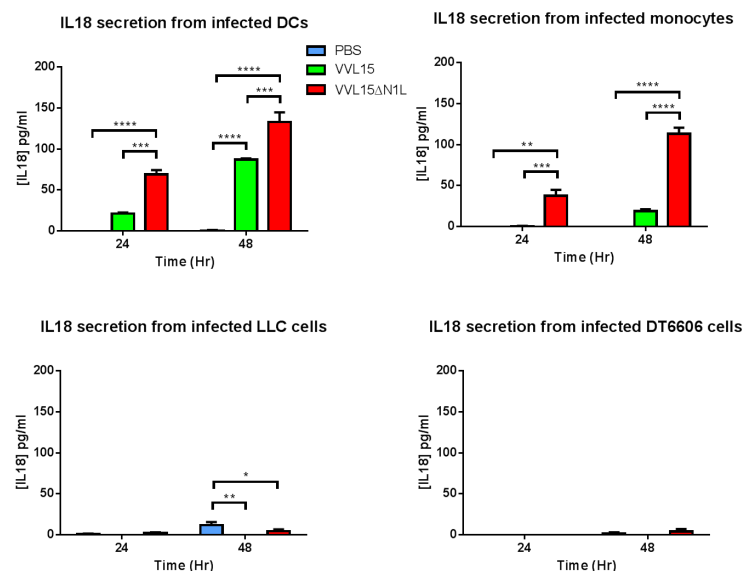 IL18 secretion from infected DCs
PBS
VVL15
VVL15ΔN1L
[IL18] pg/ml
200
150
100
50
0
****
***
****
****
***
24
48
Time (Hr)
IL18 secretion from infected monocytes
[IL18] pg/ml
200
150
100
50
0
**
***
****
****
24
48
Time (Hr)
IL18 secretion from infected LLC cells
[IL18] pg/ml
200
150
100
50
0
*
**
24
48
Time (Hr)
IL18 secretion from infected DT6606 cells
[IL18] pg/ml
200
150
100
50
0
24
48
Time (Hr)